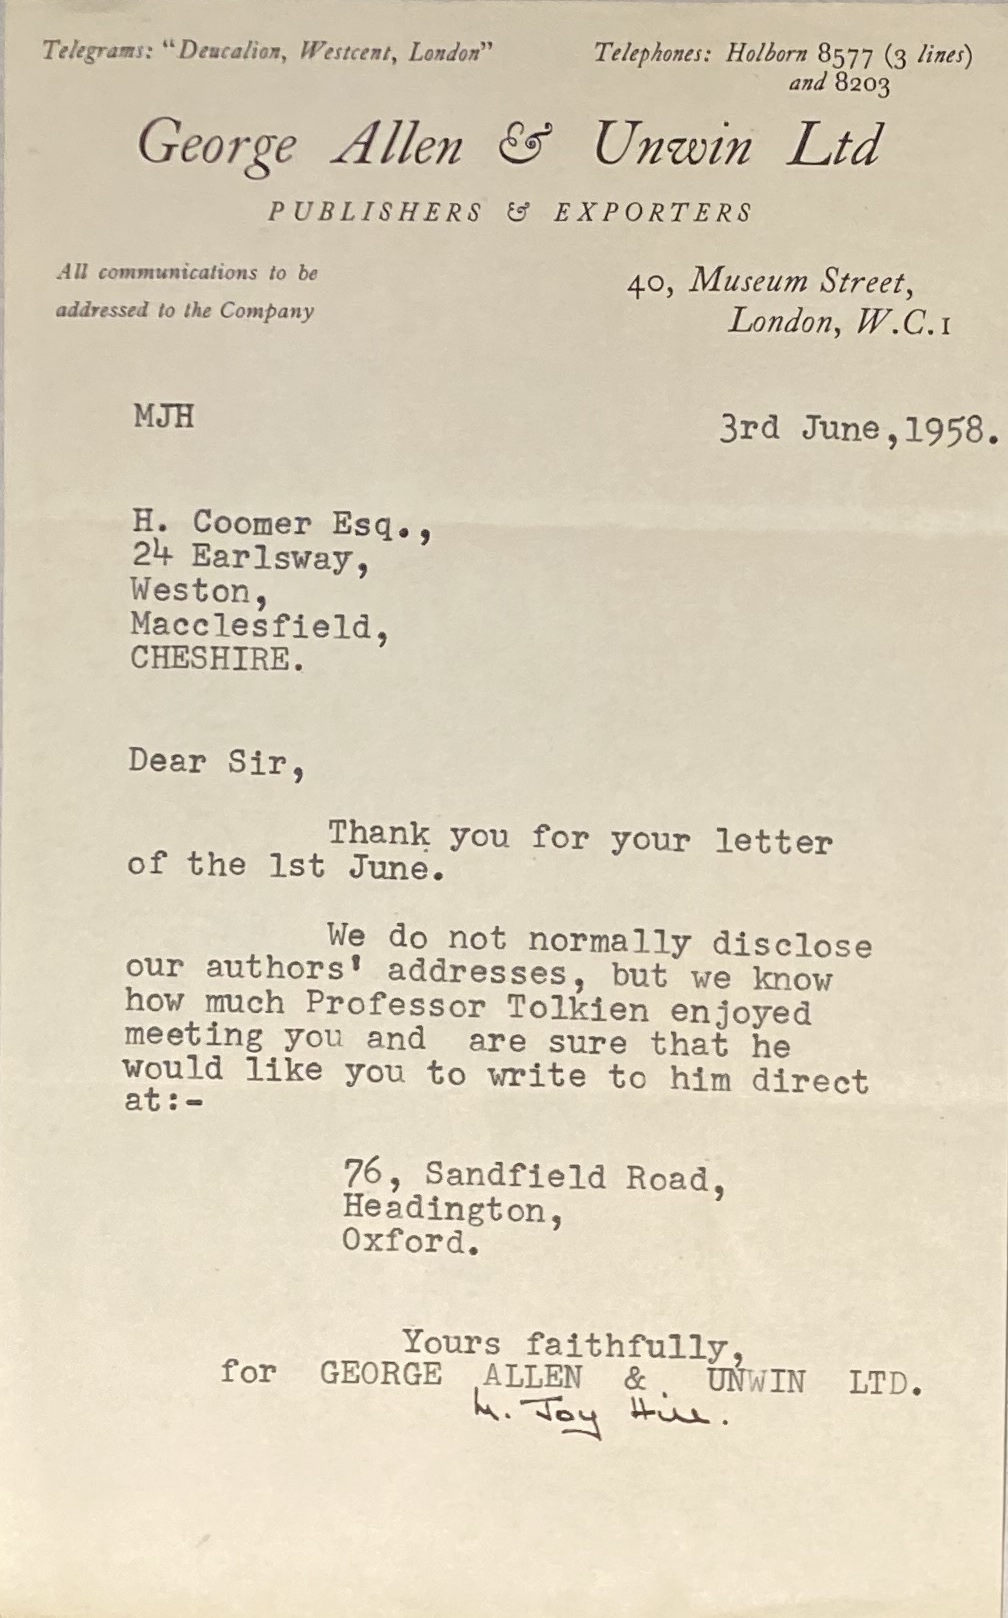 Telegrams: "Deucalion, Westcent, London"
Telephones: Holborn 8577 (3 lines)
and 8203
George Allen & Unwin Ltd
PUBLISHERS & EXPORTERS
All communications to be
addressed to the Company
40, Museum Street,
London, W.C.1
MJH
3rd June,1958.
H. Coomer Esq.,
24 Earlsway,
Weston,
Macclesfield,
CHESHIRE.
Dear Sir,
Thank you for your letter
of the 1st June.
We do not normally disclose
our authors' addresses, but we know
how much Professor Tolkien enjoyed
meeting you and are sure that he
would like you to write to him direct
at:-
76, Sandfield Road,
Headington,
Oxford.
Yours faithfully,
for GEORGE ALLEN & UNWIN LTD.
M. Joy Hill.